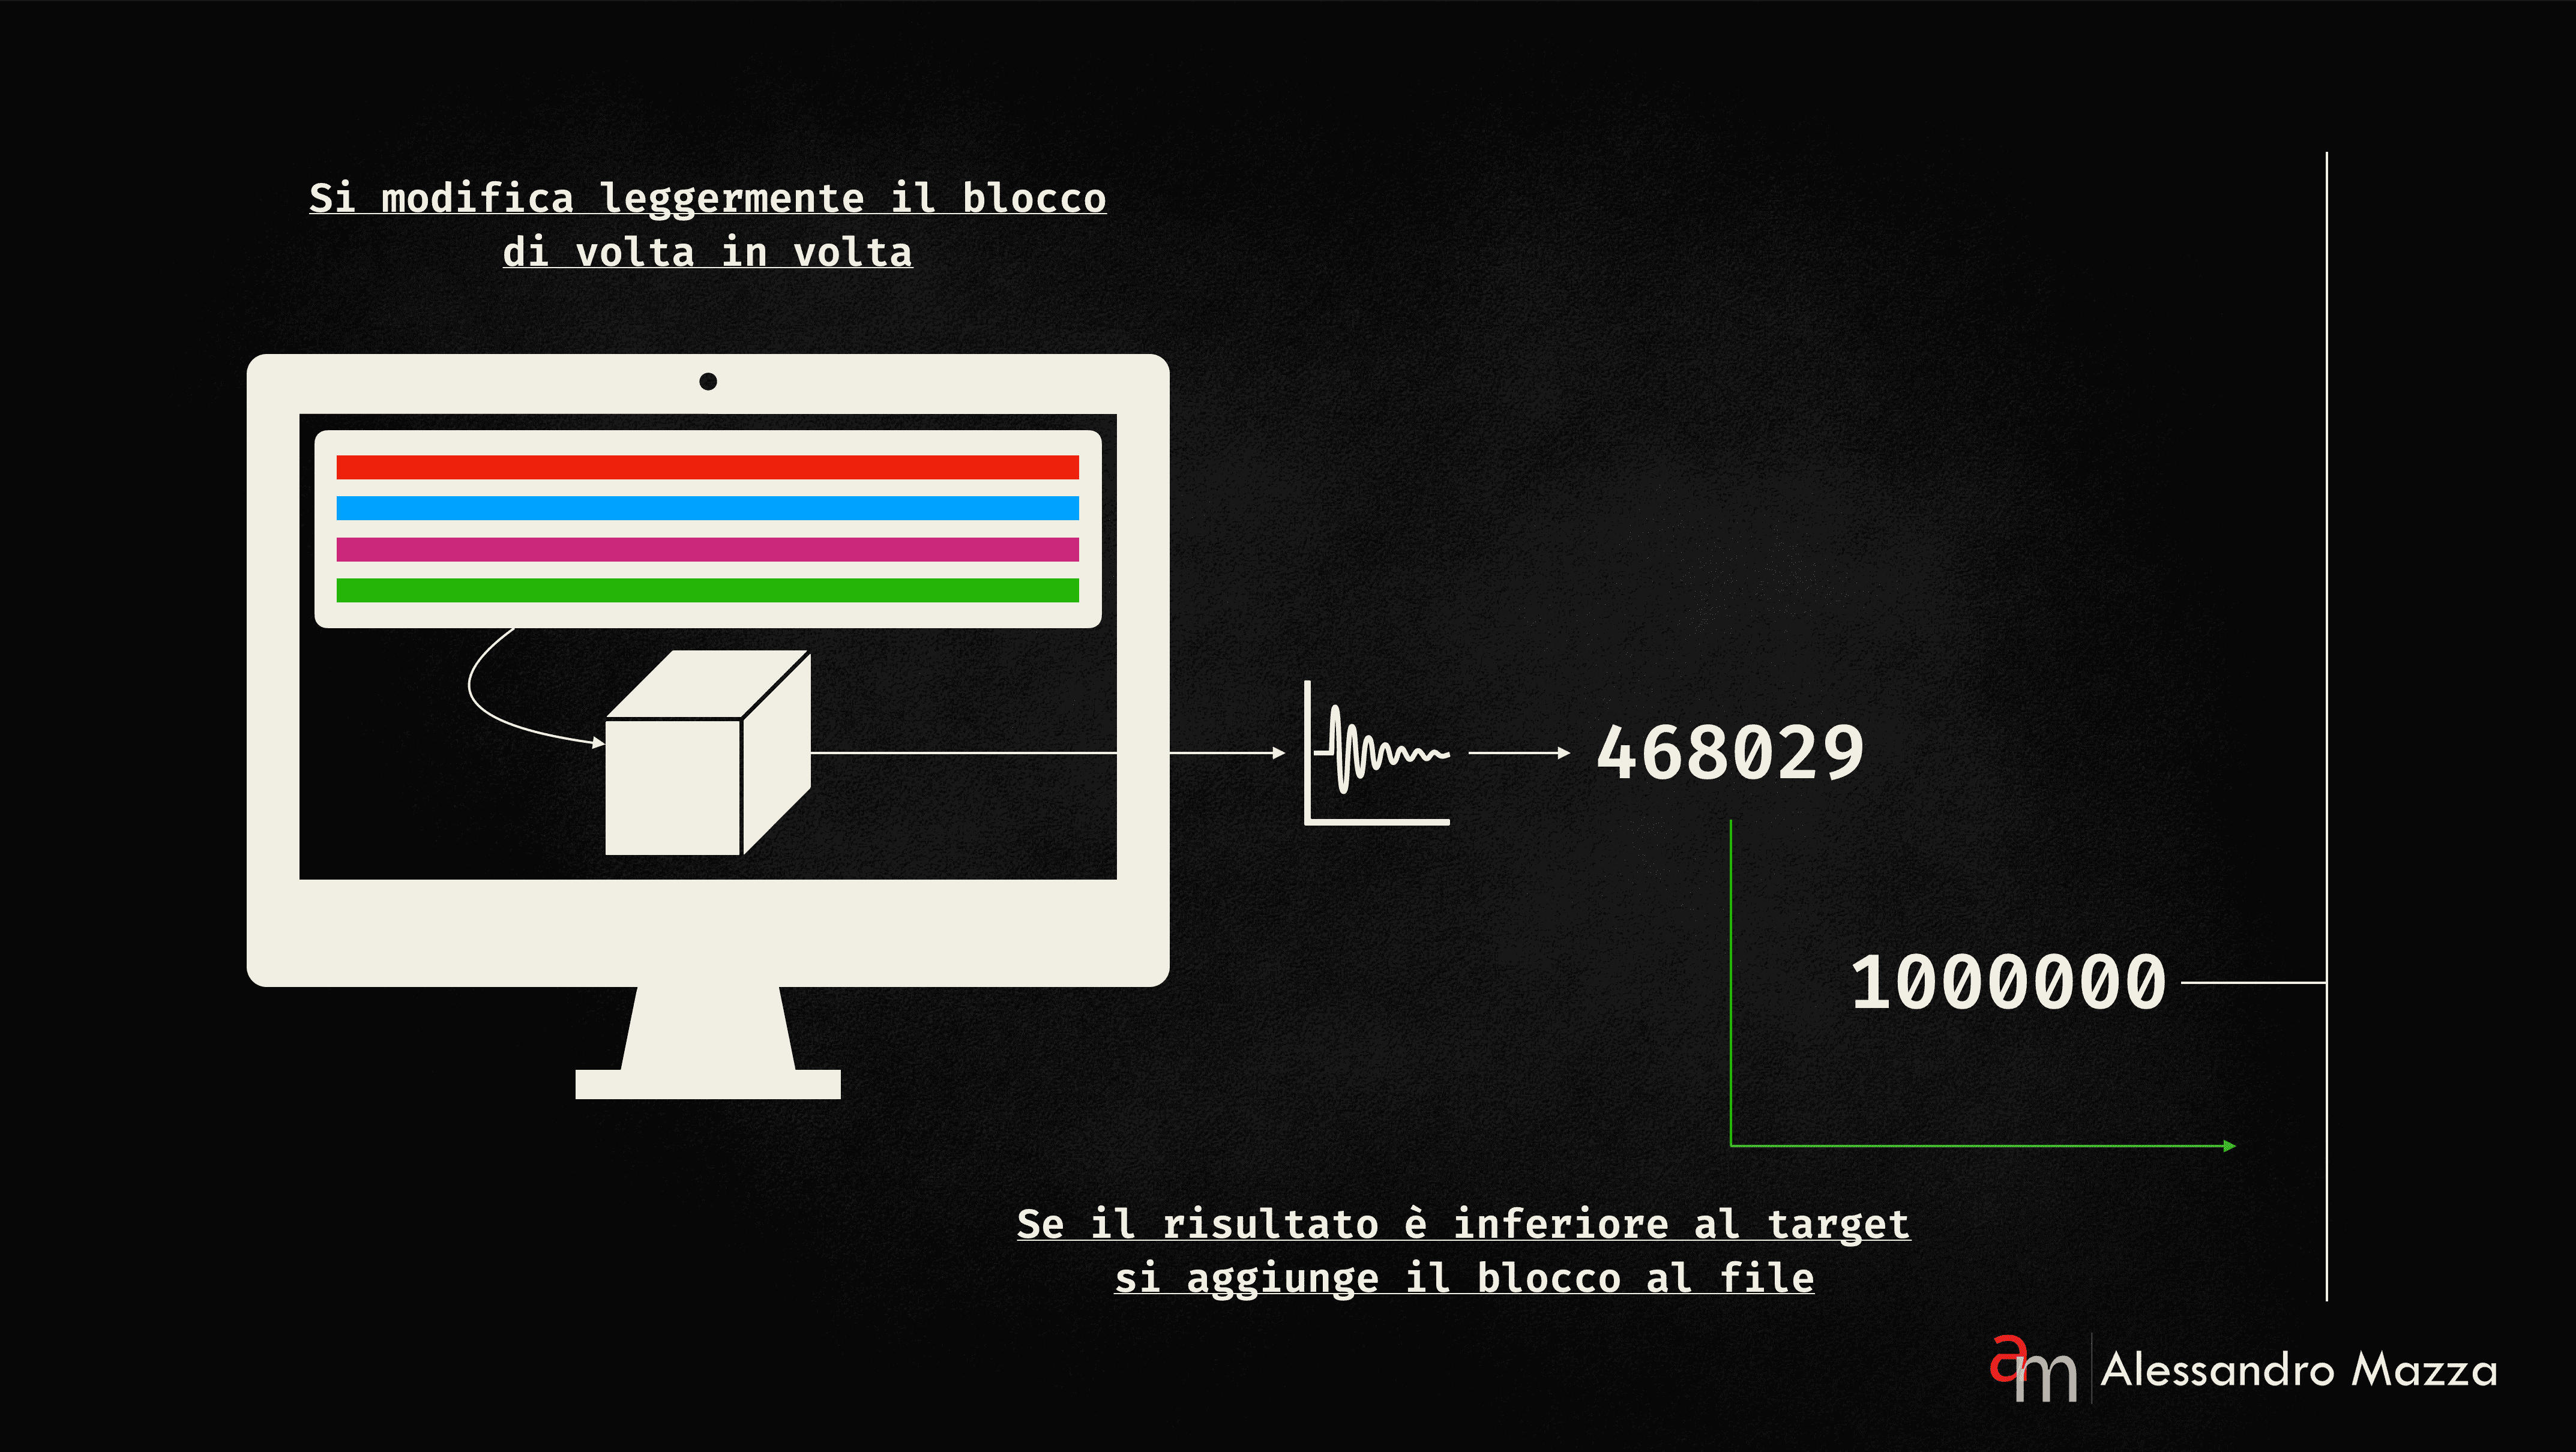 Si modifica leggermente il blocco
di volta in volta
468029
1000000
Se il risultato è inferiore al target
si aggiunge il blocco al file
am Alessandro Mazza